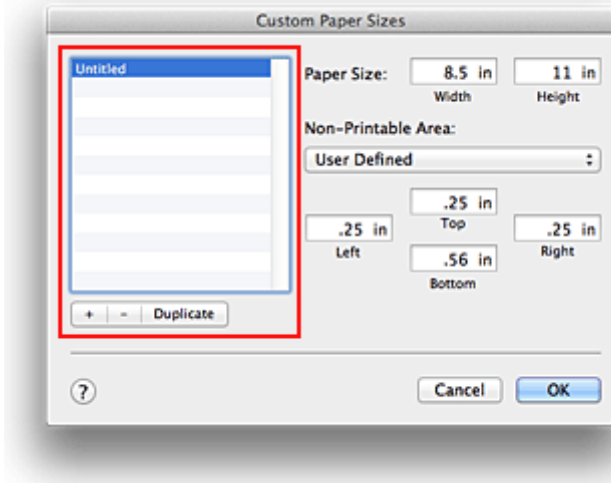 Custom Paper Sizes
Untitled
Paper Size: 8.5 in 11 in
Width Height
Non-Printable Area:
User Defined
.25 in
Top
.25 in .25 in
Left Right
.56 in
Bottom
+ - Duplicate
? Cancel OK